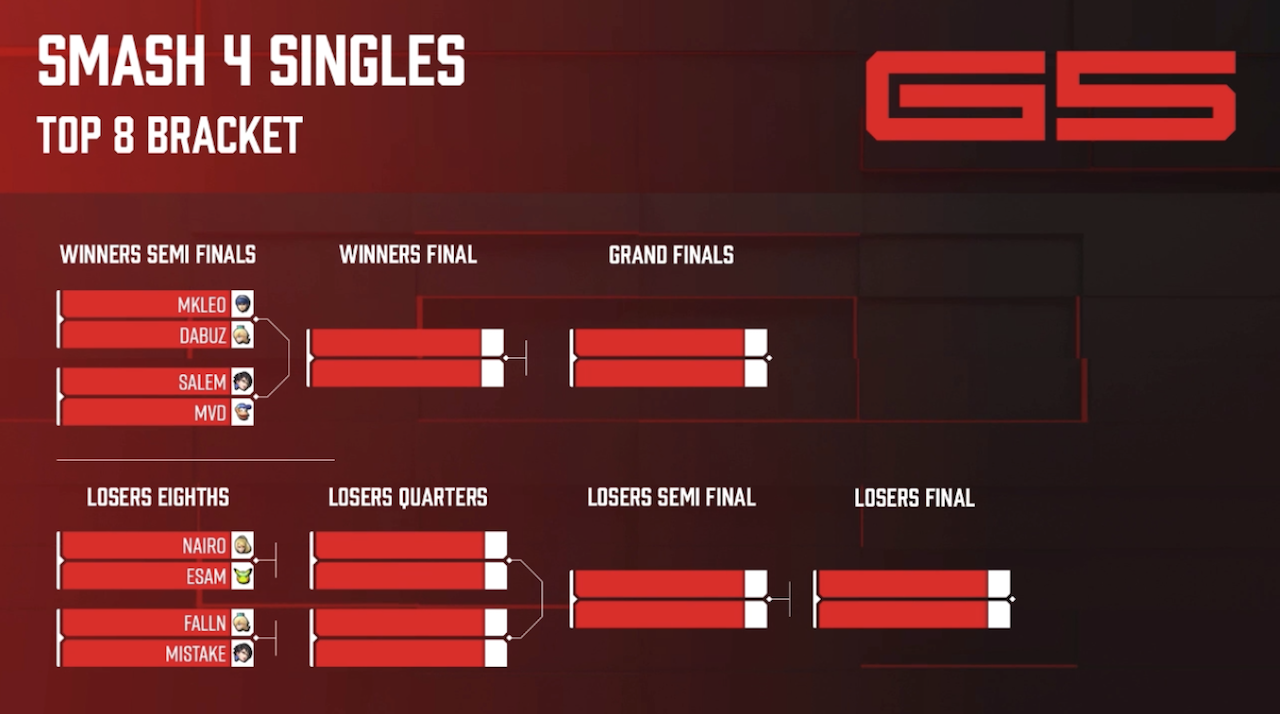 SMASH 4 SINGLES
TOP 8 BRACKET
G5
WINNERS SEMI FINALS
WINNERS FINAL
GRAND FINALS
MKLEO
DABUZ
SALEM
MVD
LOSERS EIGHTHS
LOSERS QUARTERS
LOSERS SEMI FINAL
LOSERS FINAL
NAIRO
ESAM
FALLN
MISTAKE